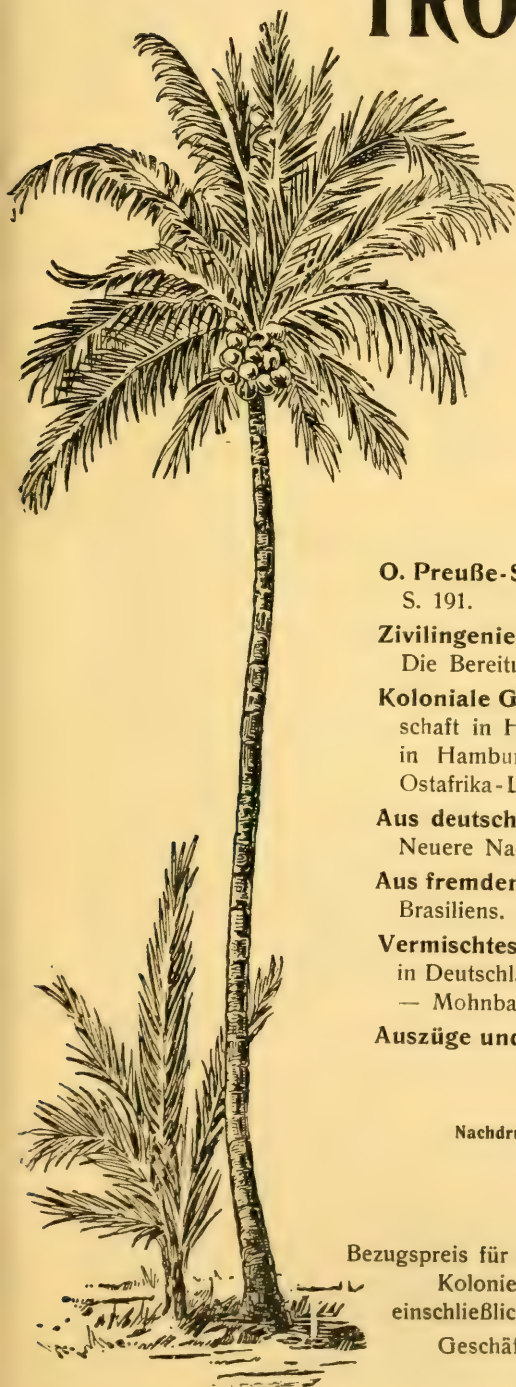 TRO
O. Preuße-S
S. 191.
Zivilingenie
Die Bereitu
Koloniale G
schaft in H
in Hambu
Ostafrika-L
Aus deutsch
Neuere Na
Aus fremden
Brasiliens.
Vermischtes
in Deutschl
— Mohnba
Auszüge und
Nachdr
Bezugspreis für
Kolonie
einschließlic
Geschäf